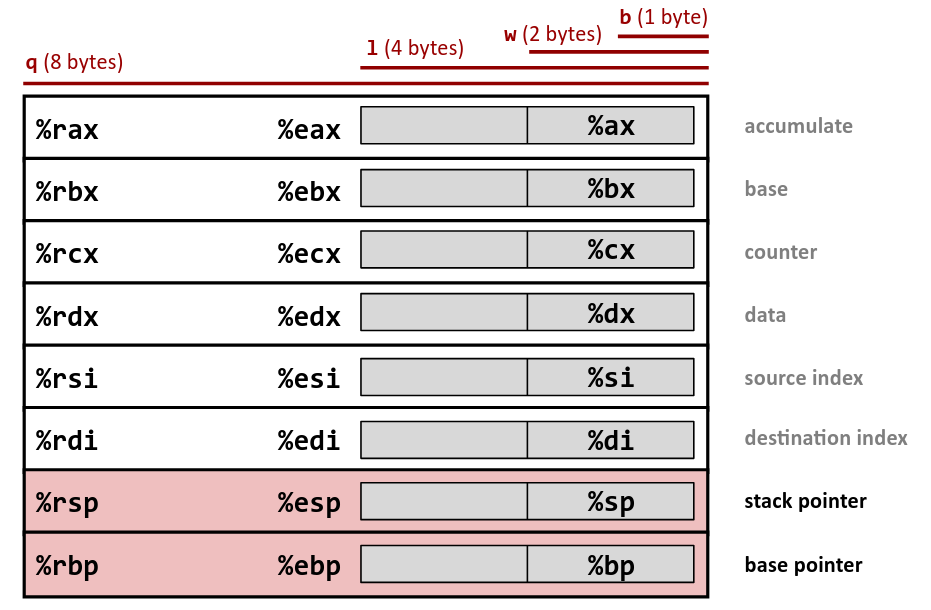 b (1 byte)
w (2 bytes)
l (4 bytes)
q (8 bytes)
%rax %eax %ax accumulate
%rbx %ebx %bx base
%rcx %ecx %cx counter
%rdx %edx %dx data
%rsi %esi %si source index
%rdi %edi %di destination index
%rsp %esp %sp stack pointer
%rbp %ebp %bp base pointer